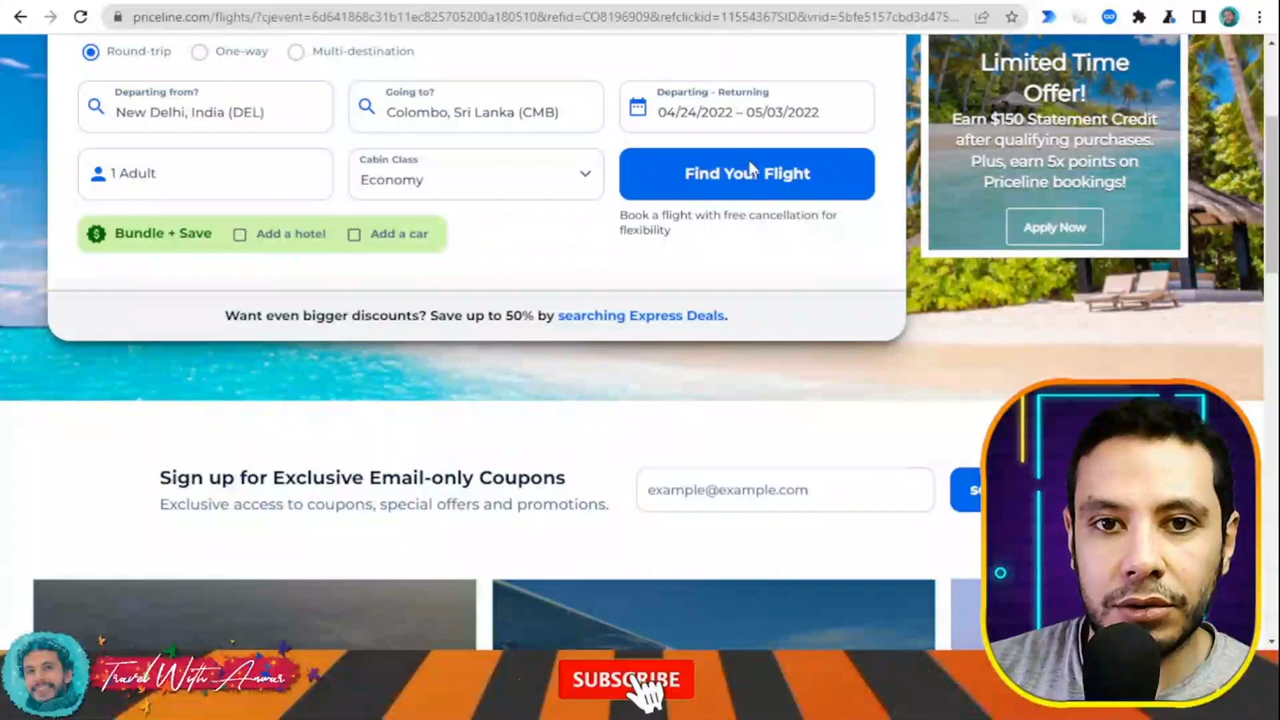 priceline.com/flights/?cjevent=6d641868c31b11ec825705200a180510&refid=CO8196909&refclickid=11554367SID&vrid=5bfe5157cbd3d475...
Round-trip One-way Multi-destination
Departing from?
New Delhi, India (DEL)
Going to?
Colombo, Sri Lanka (CMB)
Departing - Returning
04/24/2022 – 05/03/2022
1 Adult
Cabin Class
Economy
Find Your Flight
Book a flight with free cancellation for
flexibility
Bundle + Save Add a hotel Add a car
Want even bigger discounts? Save up to 50% by searching Express Deals.
Limited Time
Offer!
Earn $150 Statement Credit
after qualifying purchases.
Plus, earn 5x points on
Priceline bookings!
Apply Now
Sign up for Exclusive Email-only Coupons
Exclusive access to coupons, special offers and promotions.
example@example.com
Travel With Anwar
SUBSCRIBE